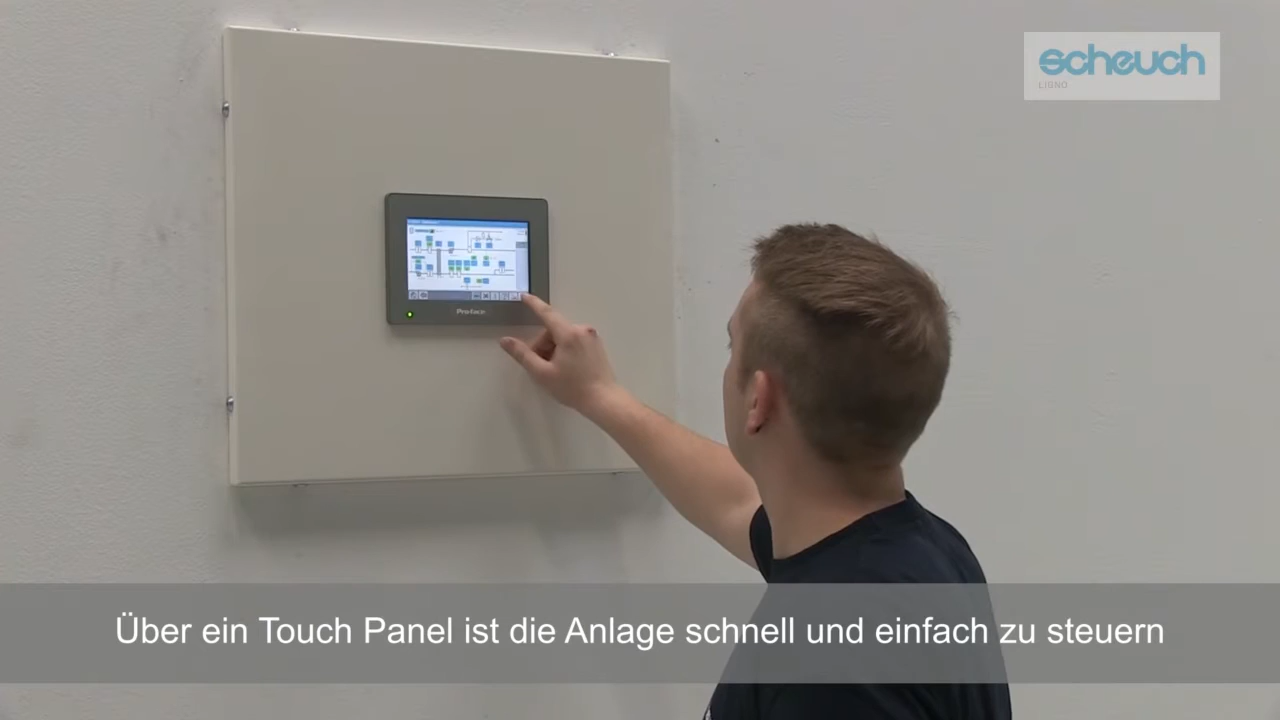 scheuch
LIGNO
Pro-face
Über ein Touch Panel ist die Anlage schnell und einfach zu steuern